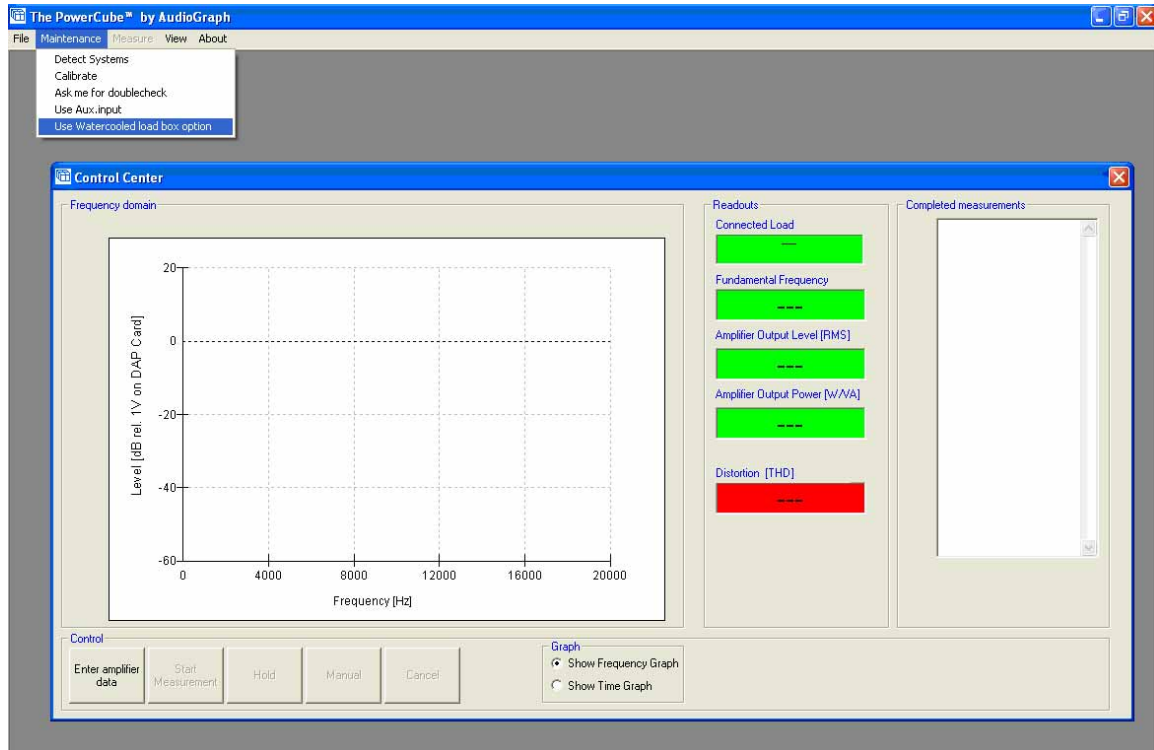 The PowerCube™ by AudioGraph
File Maintenance Measure View About
Detect Systems
Calibrate
Ask me for doublecheck
Use Aux.input
Use Watercooled load box option
Control Center
Frequency domain
20
0
-20
-40
-60
Level [dB rel. 1V on DAP Card]
0 4000 8000 12000 16000 20000
Frequency [Hz]
Readouts
Connected Load
---
Fundamental Frequency
---
Amplifier Output Level [RMS]
---
Amplifier Output Power [W/VA]
---
Distortion [THD]
---
Completed measurements
Control
Enter amplifier
data
Start
Measurement
Hold
Manual
Cancel
Graph
Show Frequency Graph
Show Time Graph